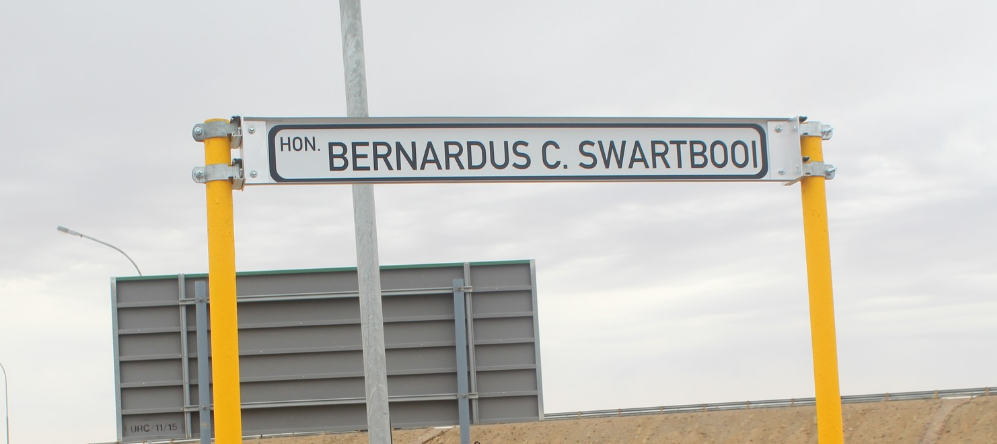 HON. BERNARDUS C. SWARTBOOI
URC 11/15